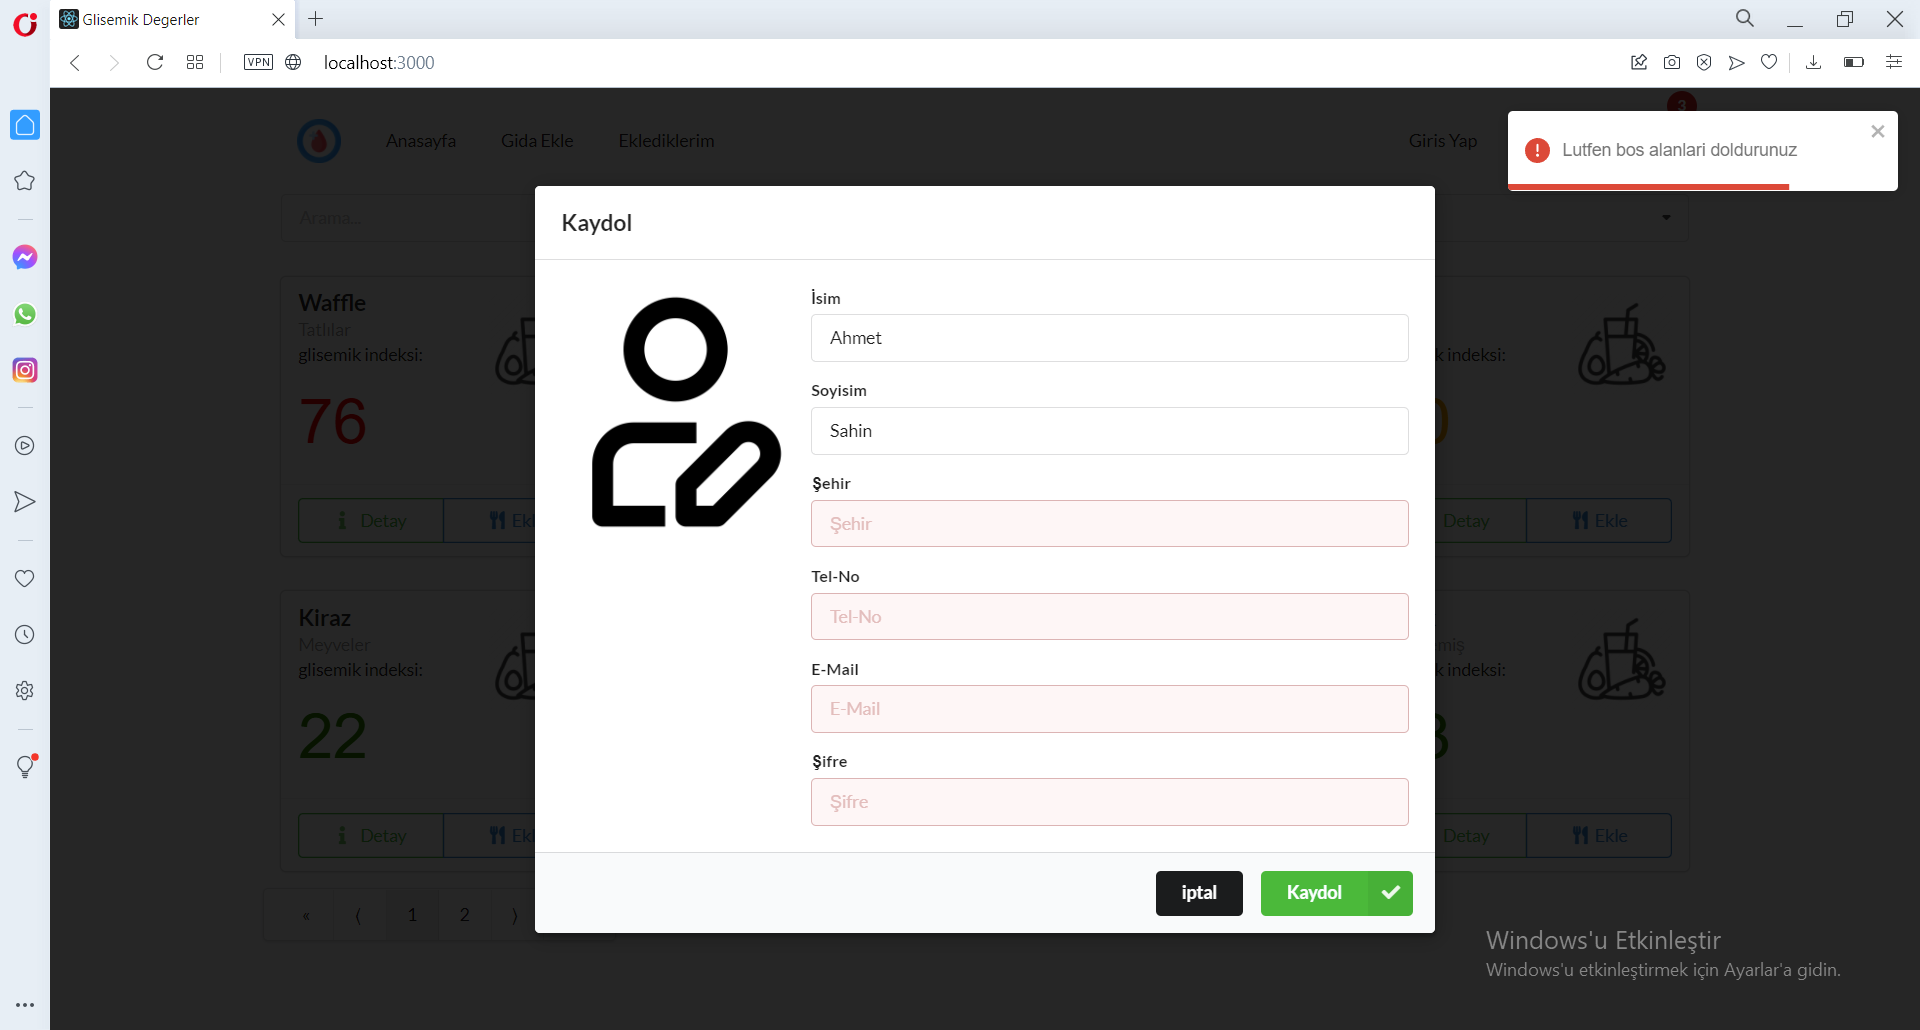 Glisemik Degerler
VPN
localhost:3000
Anasayfa
Gida Ekle
Eklediklerim
Giris Yap
3
Lutfen bos alanlari doldurunuz
Arama...
Kaydol
Waffle
Tatlılar
glisemik indeksi:
76
Detay
Ekl
İsim
Ahmet
Soyisim
Sahin
Şehir
Şehir
Tel-No
Tel-No
E-Mail
E-Mail
Şifre
Şifre
k indeksi:
Detay
Ekle
Kiraz
Meyveler
glisemik indeksi:
22
Detay
Ekl
miş
k indeksi:
Detay
Ekle
iptal
Kaydol
«
⟨
1
2
⟩
Windows'u Etkinleştir
Windows'u etkinleştirmek için Ayarlar'a gidin.